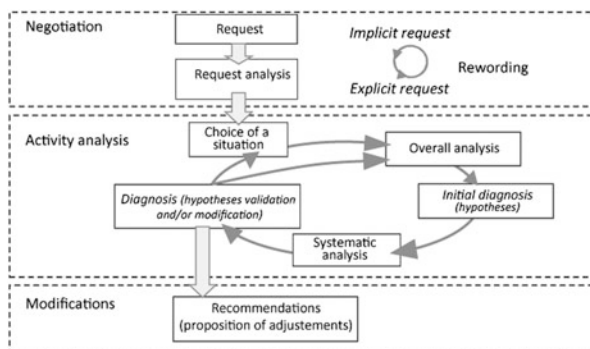 Negotiation
Request
Request analysis
Implicit request
Rewording
Explicit request
Activity analysis
Choice of a
situation
Overall analysis
Diagnosis (hypotheses validation
and/or modification)
Initial diagnosis
(hypotheses)
Systematic
analysis
Modifications
Recommendations
(proposition of adjustements)